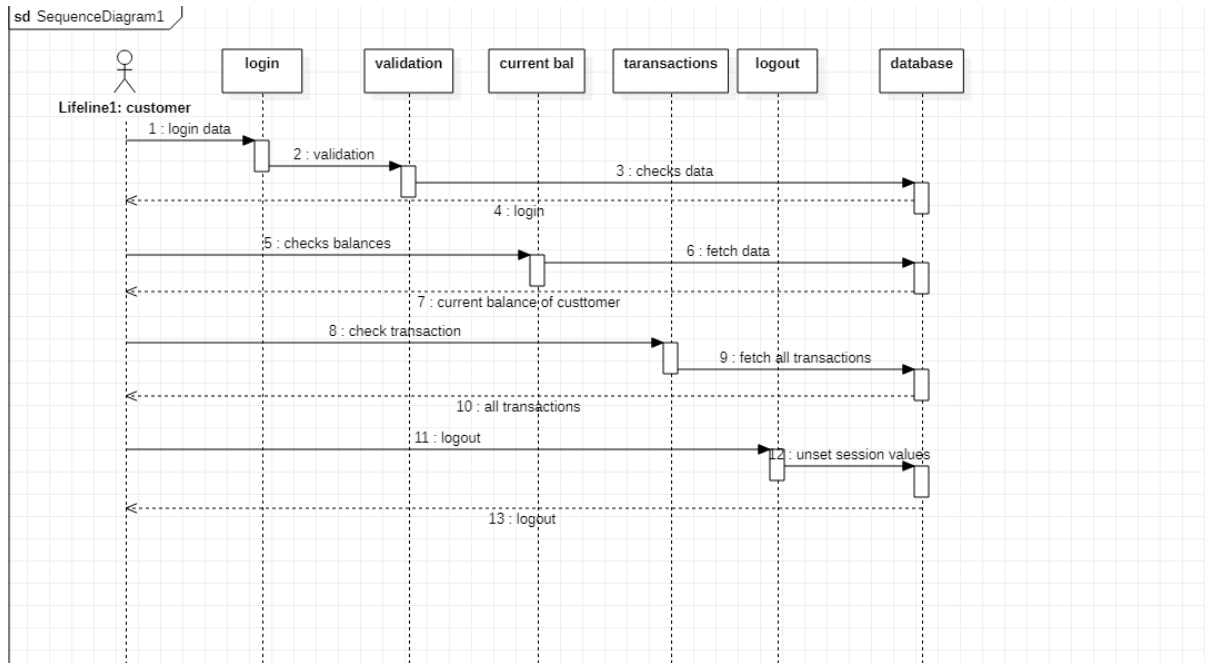 sd SequenceDiagram1
login
validation
current bal
taransactions
logout
database
Lifeline1: customer
1 : login data
2 : validation
3 : checks data
4 : login
5 : checks balances
6 : fetch data
7 : current balance of custtomer
8 : check transaction
9 : fetch all transactions
10 : all transactions
11 : logout
12 : unset session values
13 : logout